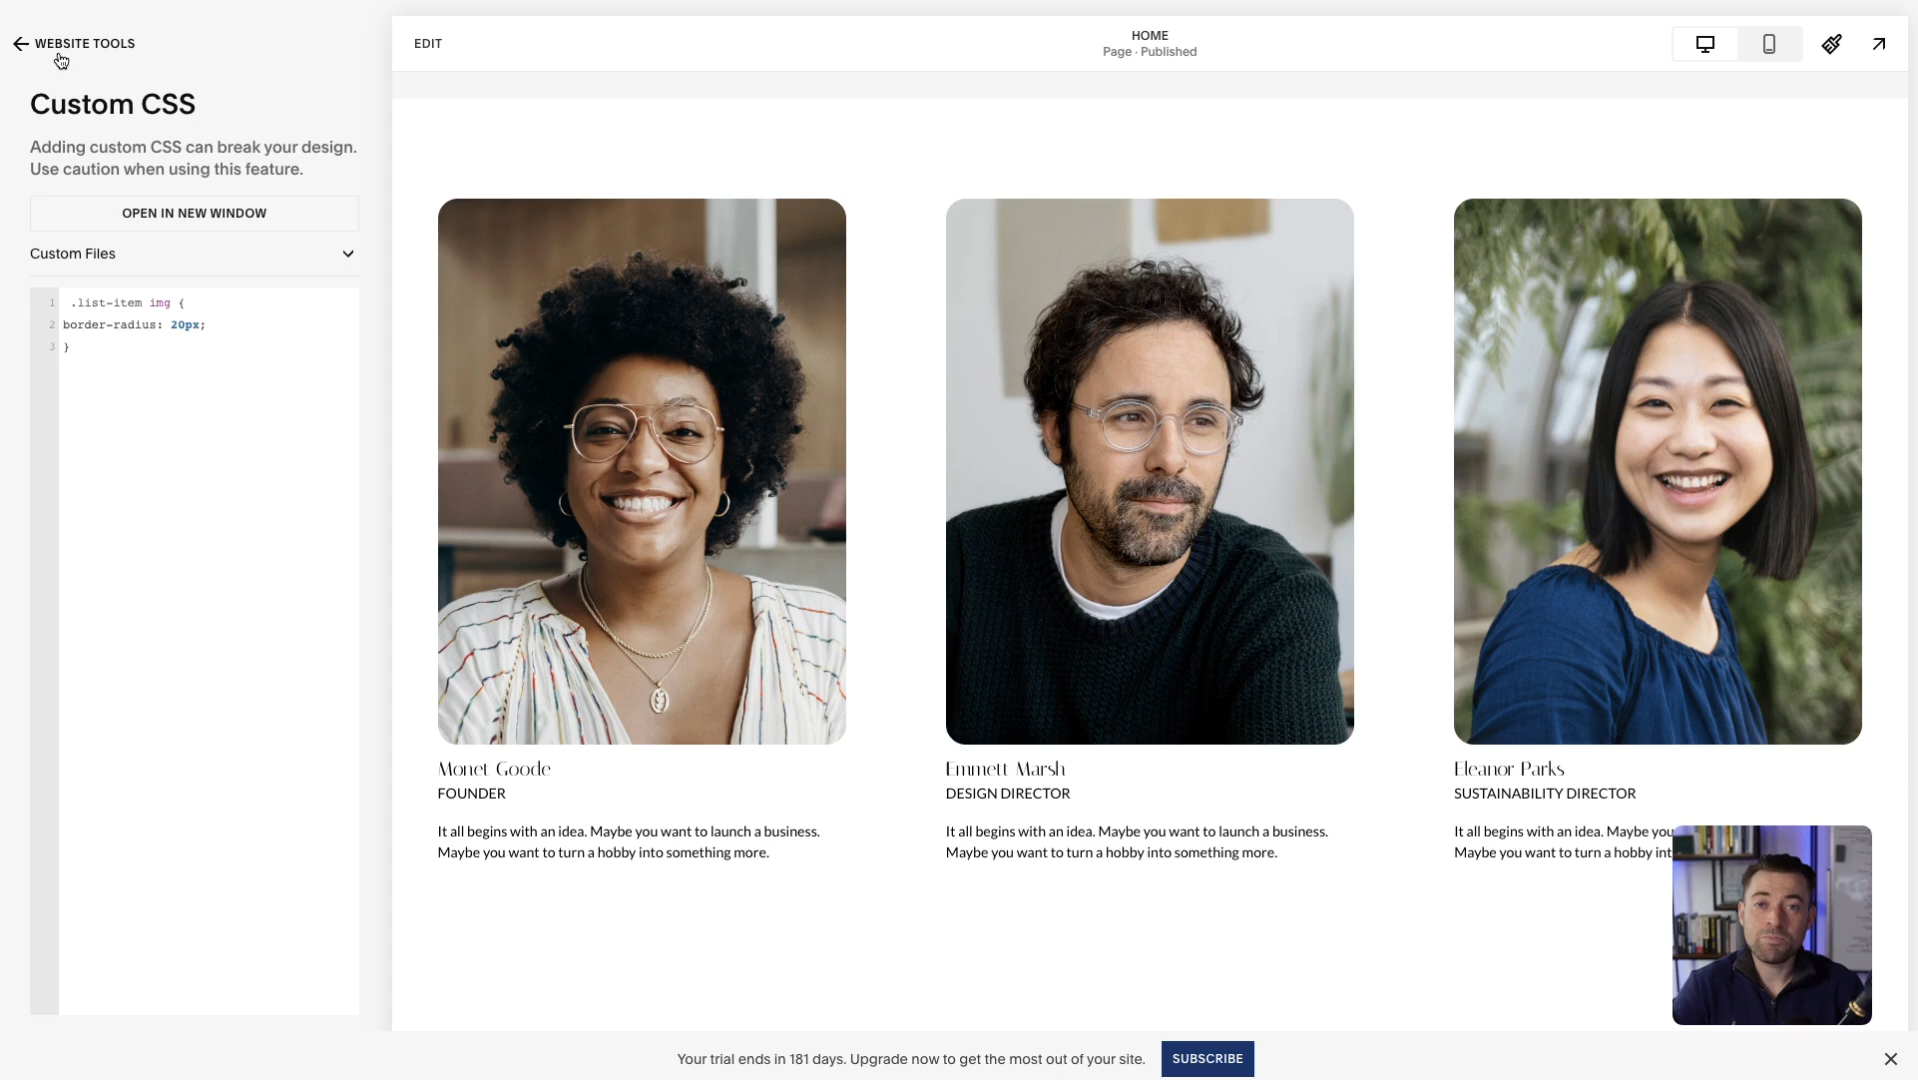 WEBSITE TOOLS
Custom CSS
Adding custom CSS can break your design.
Use caution when using this feature.
OPEN IN NEW WINDOW
Custom Files
1 .list-item img {
2 border-radius: 20px;
3 }
EDIT
HOME
Page · Published
Monet Goode
FOUNDER
It all begins with an idea. Maybe you want to launch a business.
Maybe you want to turn a hobby into something more.
Emmett Marsh
DESIGN DIRECTOR
It all begins with an idea. Maybe you want to launch a business.
Maybe you want to turn a hobby into something more.
Eleanor Parks
SUSTAINABILITY DIRECTOR
It all begins with an idea. Maybe you
Maybe you want to turn a hobby int
Your trial ends in 181 days. Upgrade now to get the most out of your site.
SUBSCRIBE